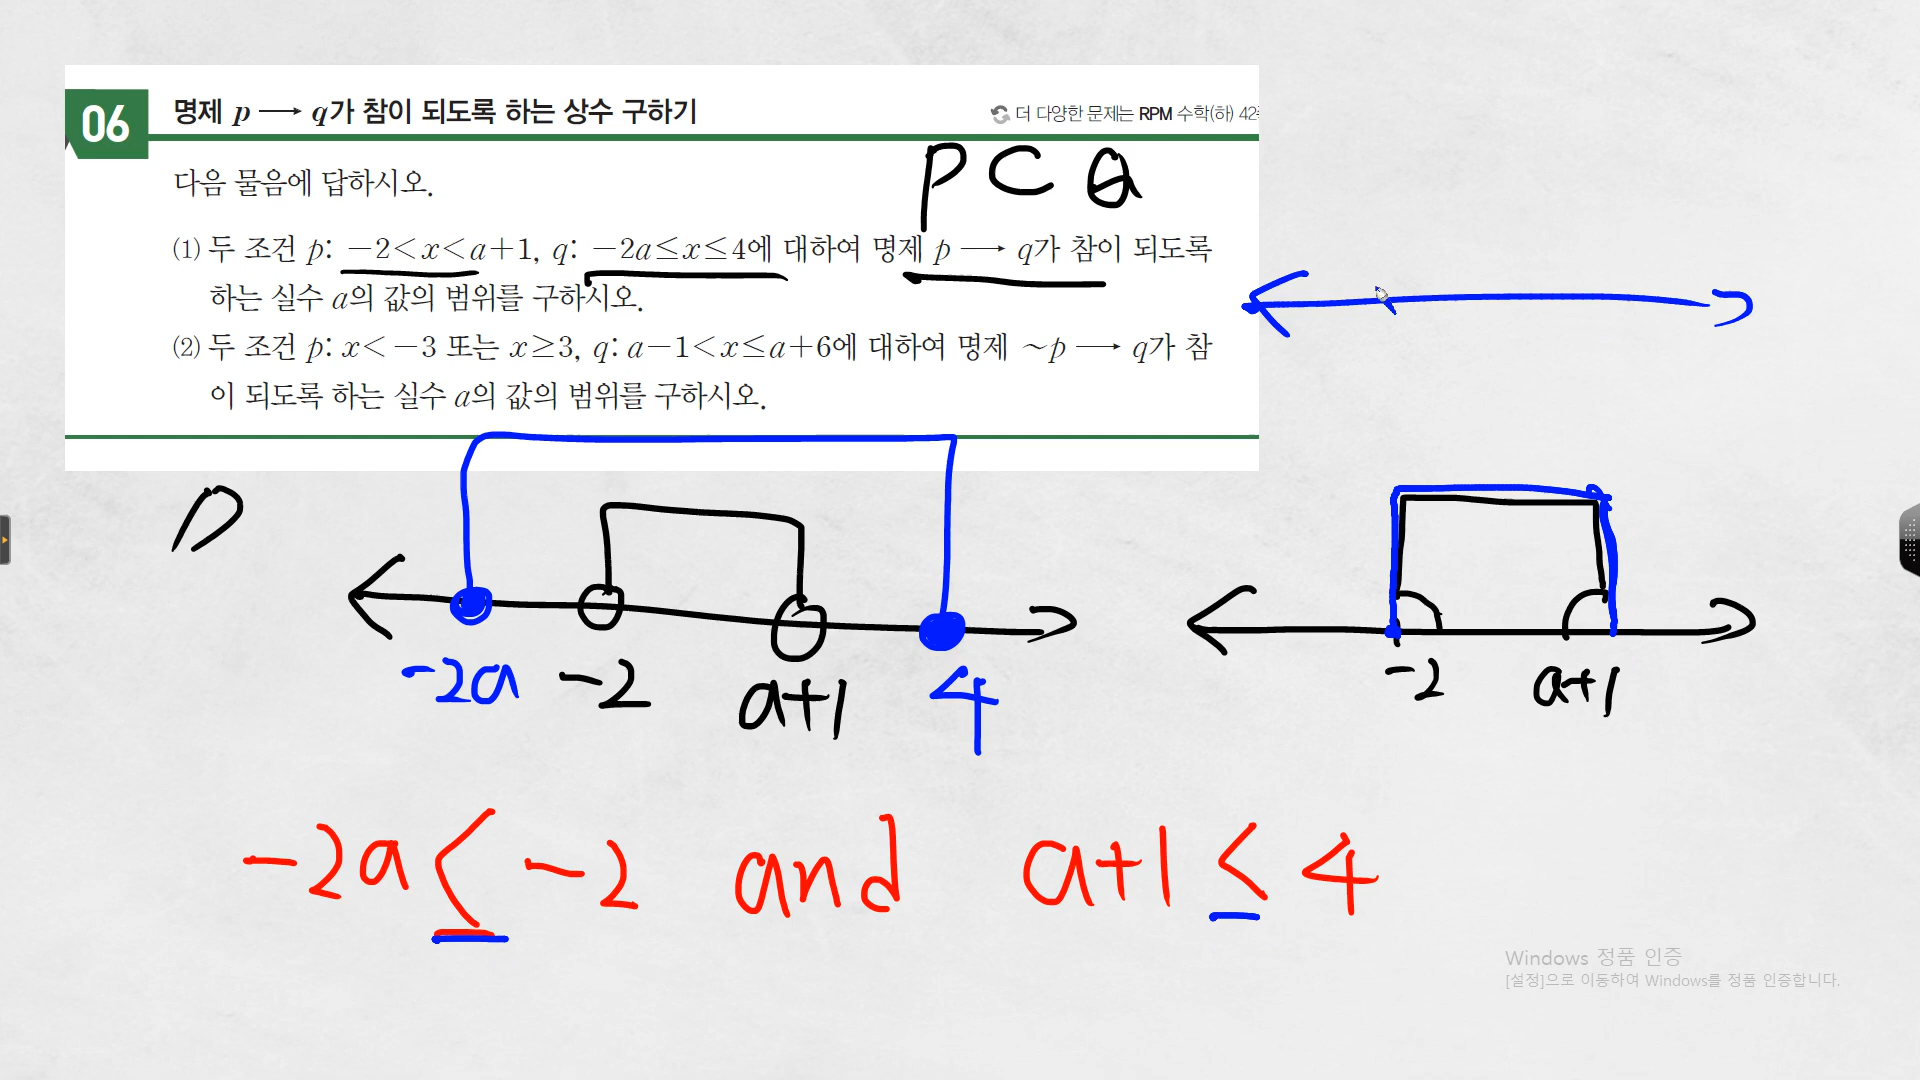 06 명제 p ⟶ q가 참이 되도록 하는 상수 구하기
더 다양한 문제는 RPM 수학(하) 42
다음 물음에 답하시오.
P ⊂ Q
(1) 두 조건 p: -2<x<a+1, q: -2a≤x≤4에 대하여 명제 p ⟶ q가 참이 되도록
하는 실수 a의 값의 범위를 구하시오.
(2) 두 조건 p: x<-3 또는 x≥3, q: a-1<x≤a+6에 대하여 명제 ~p ⟶ q가 참
이 되도록 하는 실수 a의 값의 범위를 구하시오.
-2a -2 a+1 4
-2 a+1
-2a ≤ -2 and a+1 ≤ 4
Windows 정품 인증
[설정]으로 이동하여 Windows를 정품 인증합니다.